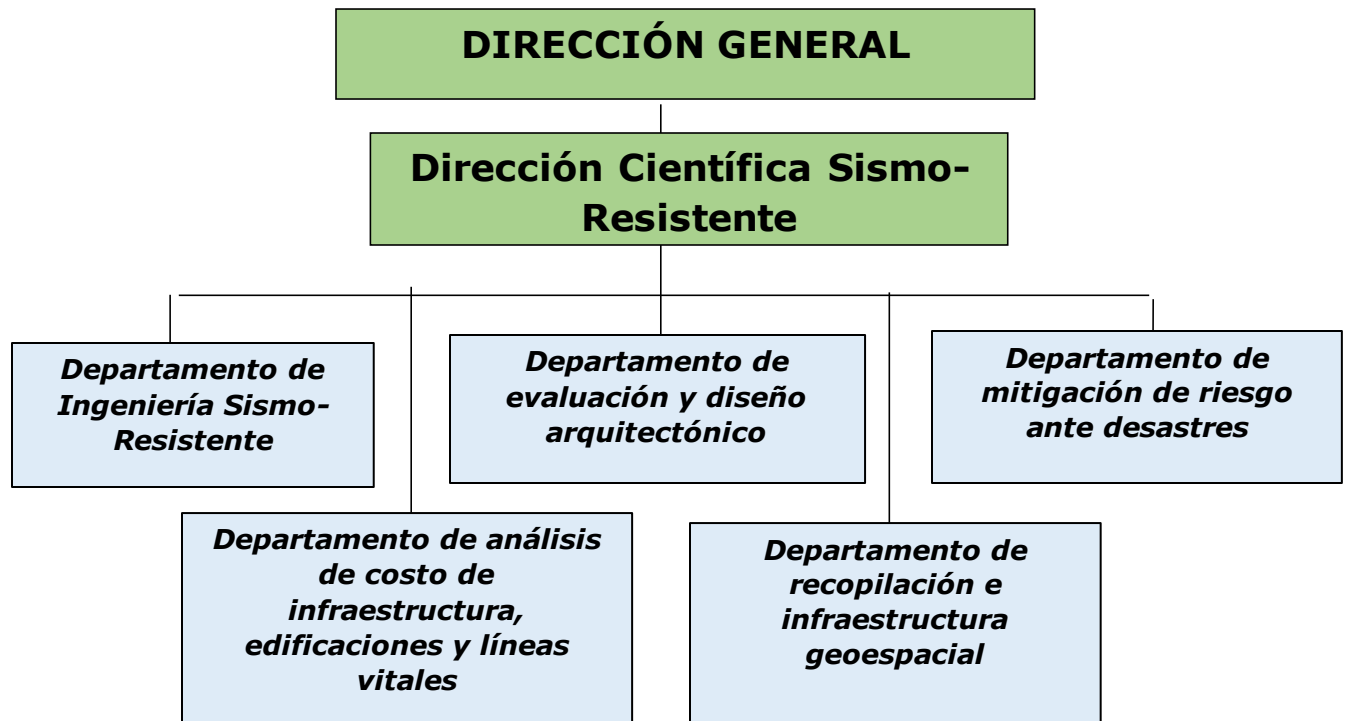 DIRECCIÓN GENERAL
Dirección Científica Sismo-
Resistente
Departamento de
Ingeniería Sismo-
Resistente
Departamento de
evaluación y diseño
arquitectónico
Departamento de
mitigación de riesgo
ante desastres
Departamento de análisis
de costo de
infraestructura,
edificaciones y líneas
vitales
Departamento de
recopilación e
infraestructura
geoespacial